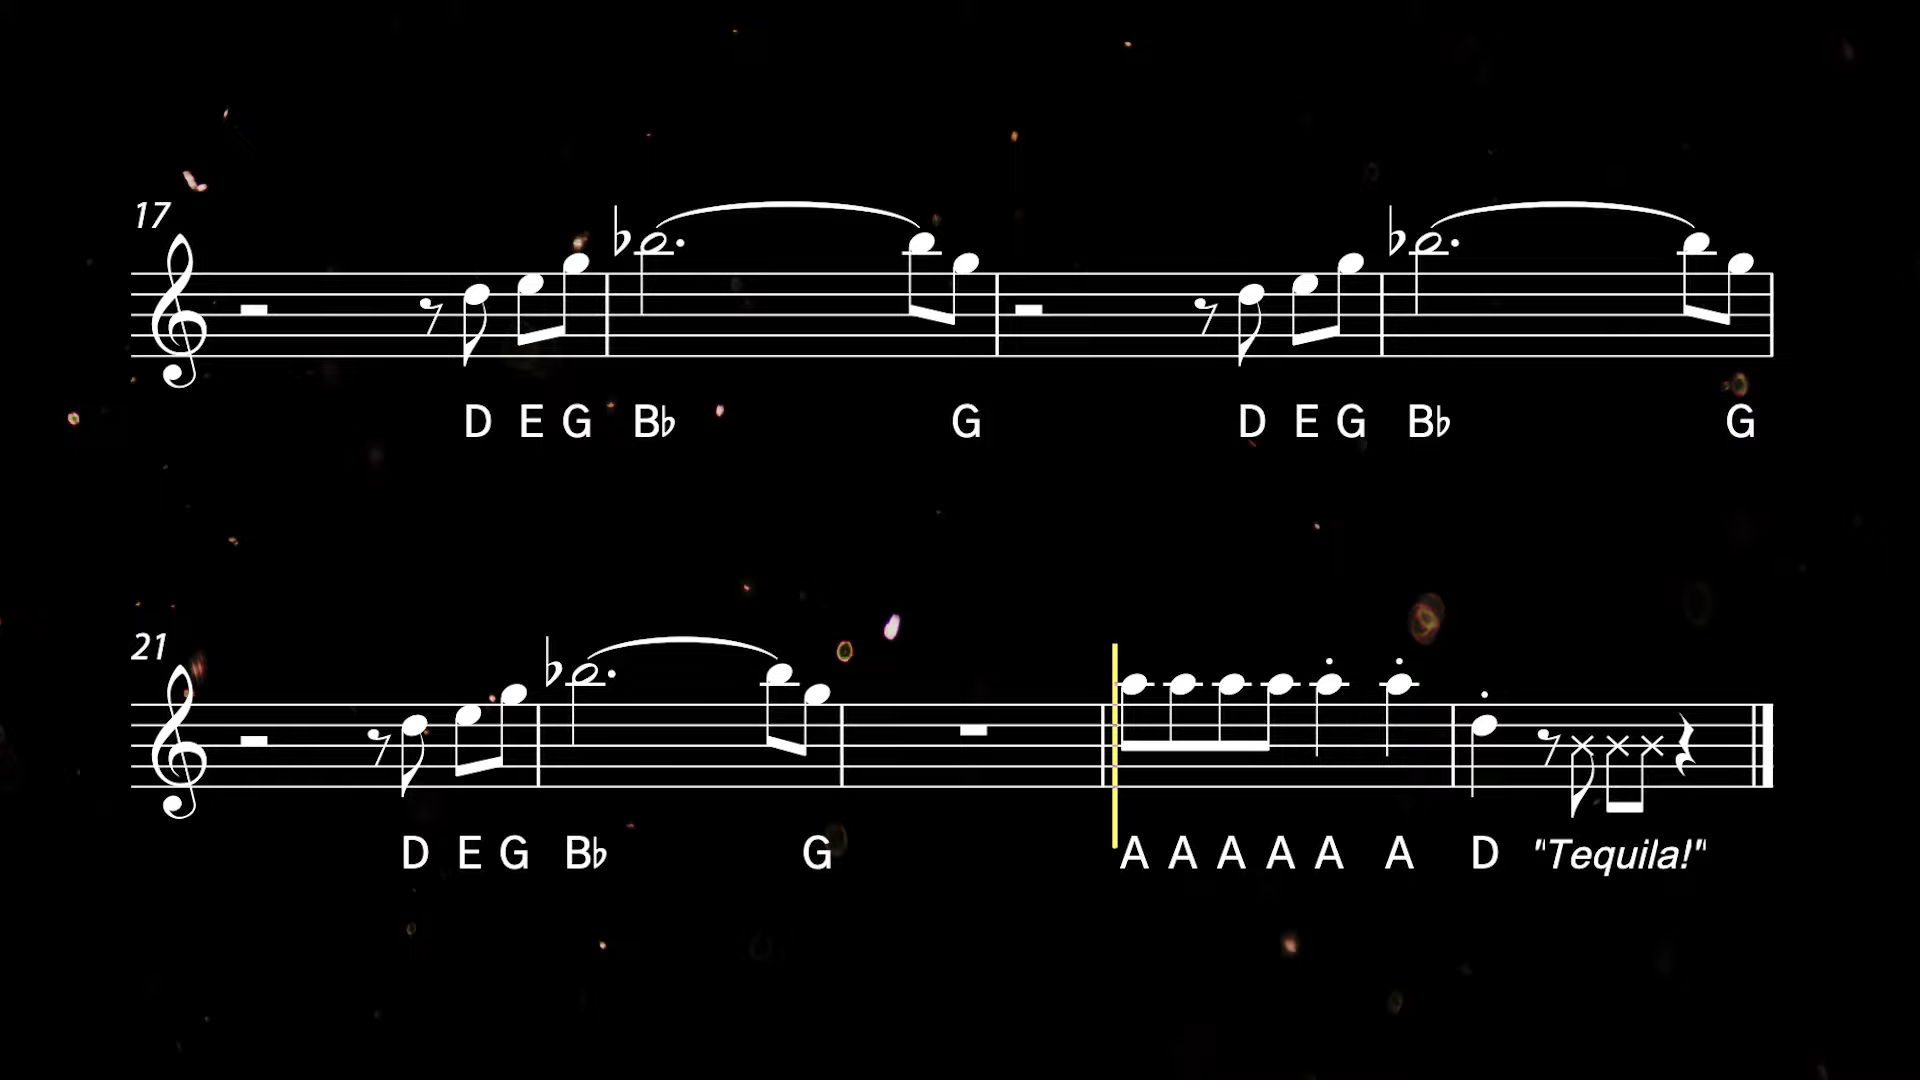 17
D E G B♭ G D E G B♭ G
21
D E G B♭ G A A A A A A D "Tequila!"